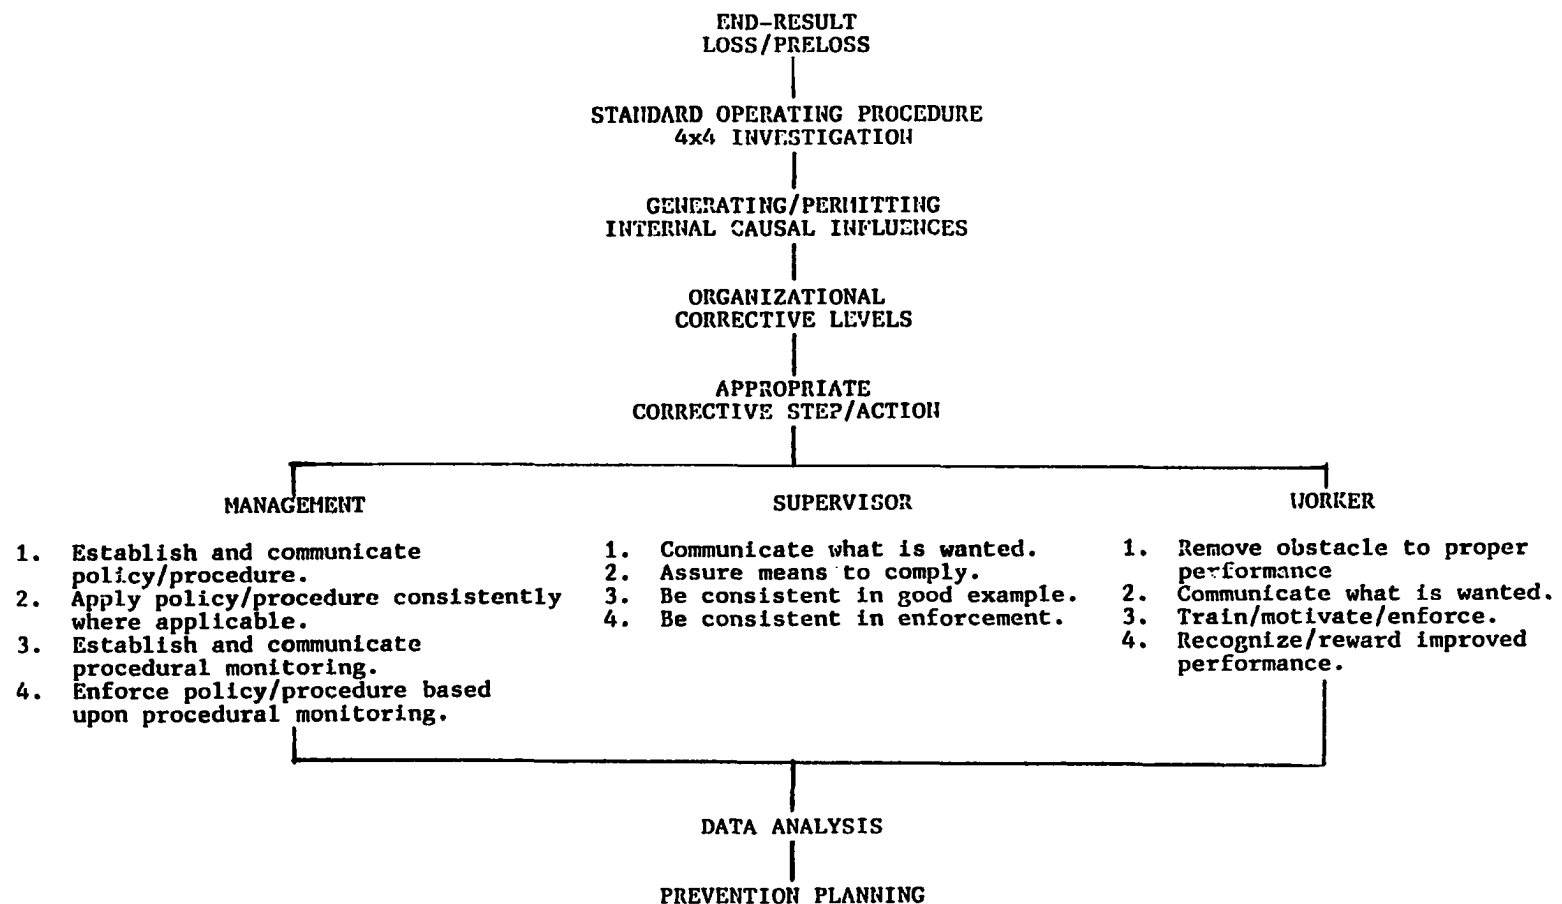 END-RESULT
LOSS/PRELOSS
STANDARD OPERATING PROCEDURE
4x4 INVESTIGATION
GENERATING/PERMITTING
INTERNAL CAUSAL INFLUENCES
ORGANIZATIONAL
CORRECTIVE LEVELS
APPROPRIATE
CORRECTIVE STEP/ACTION
MANAGEMENT
1. Establish and communicate
policy/procedure.
2. Apply policy/procedure consistently
where applicable.
3. Establish and communicate
procedural monitoring.
4. Enforce policy/procedure based
upon procedural monitoring.
SUPERVISOR
1. Communicate what is wanted.
2. Assure means to comply.
3. Be consistent in good example.
4. Be consistent in enforcement.
WORKER
1. Remove obstacle to proper
performance
2. Communicate what is wanted.
3. Train/motivate/enforce.
4. Recognize/reward improved
performance.
DATA ANALYSIS
PREVENTION PLANNING